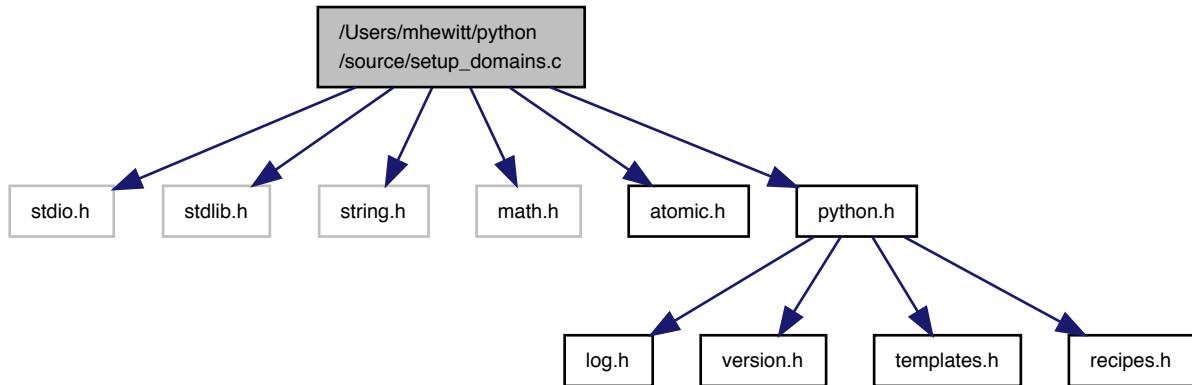 /Users/mhewitt/python
/source/setup_domains.c
stdio.h
stdlib.h
string.h
math.h
atomic.h
python.h
log.h
version.h
templates.h
recipes.h